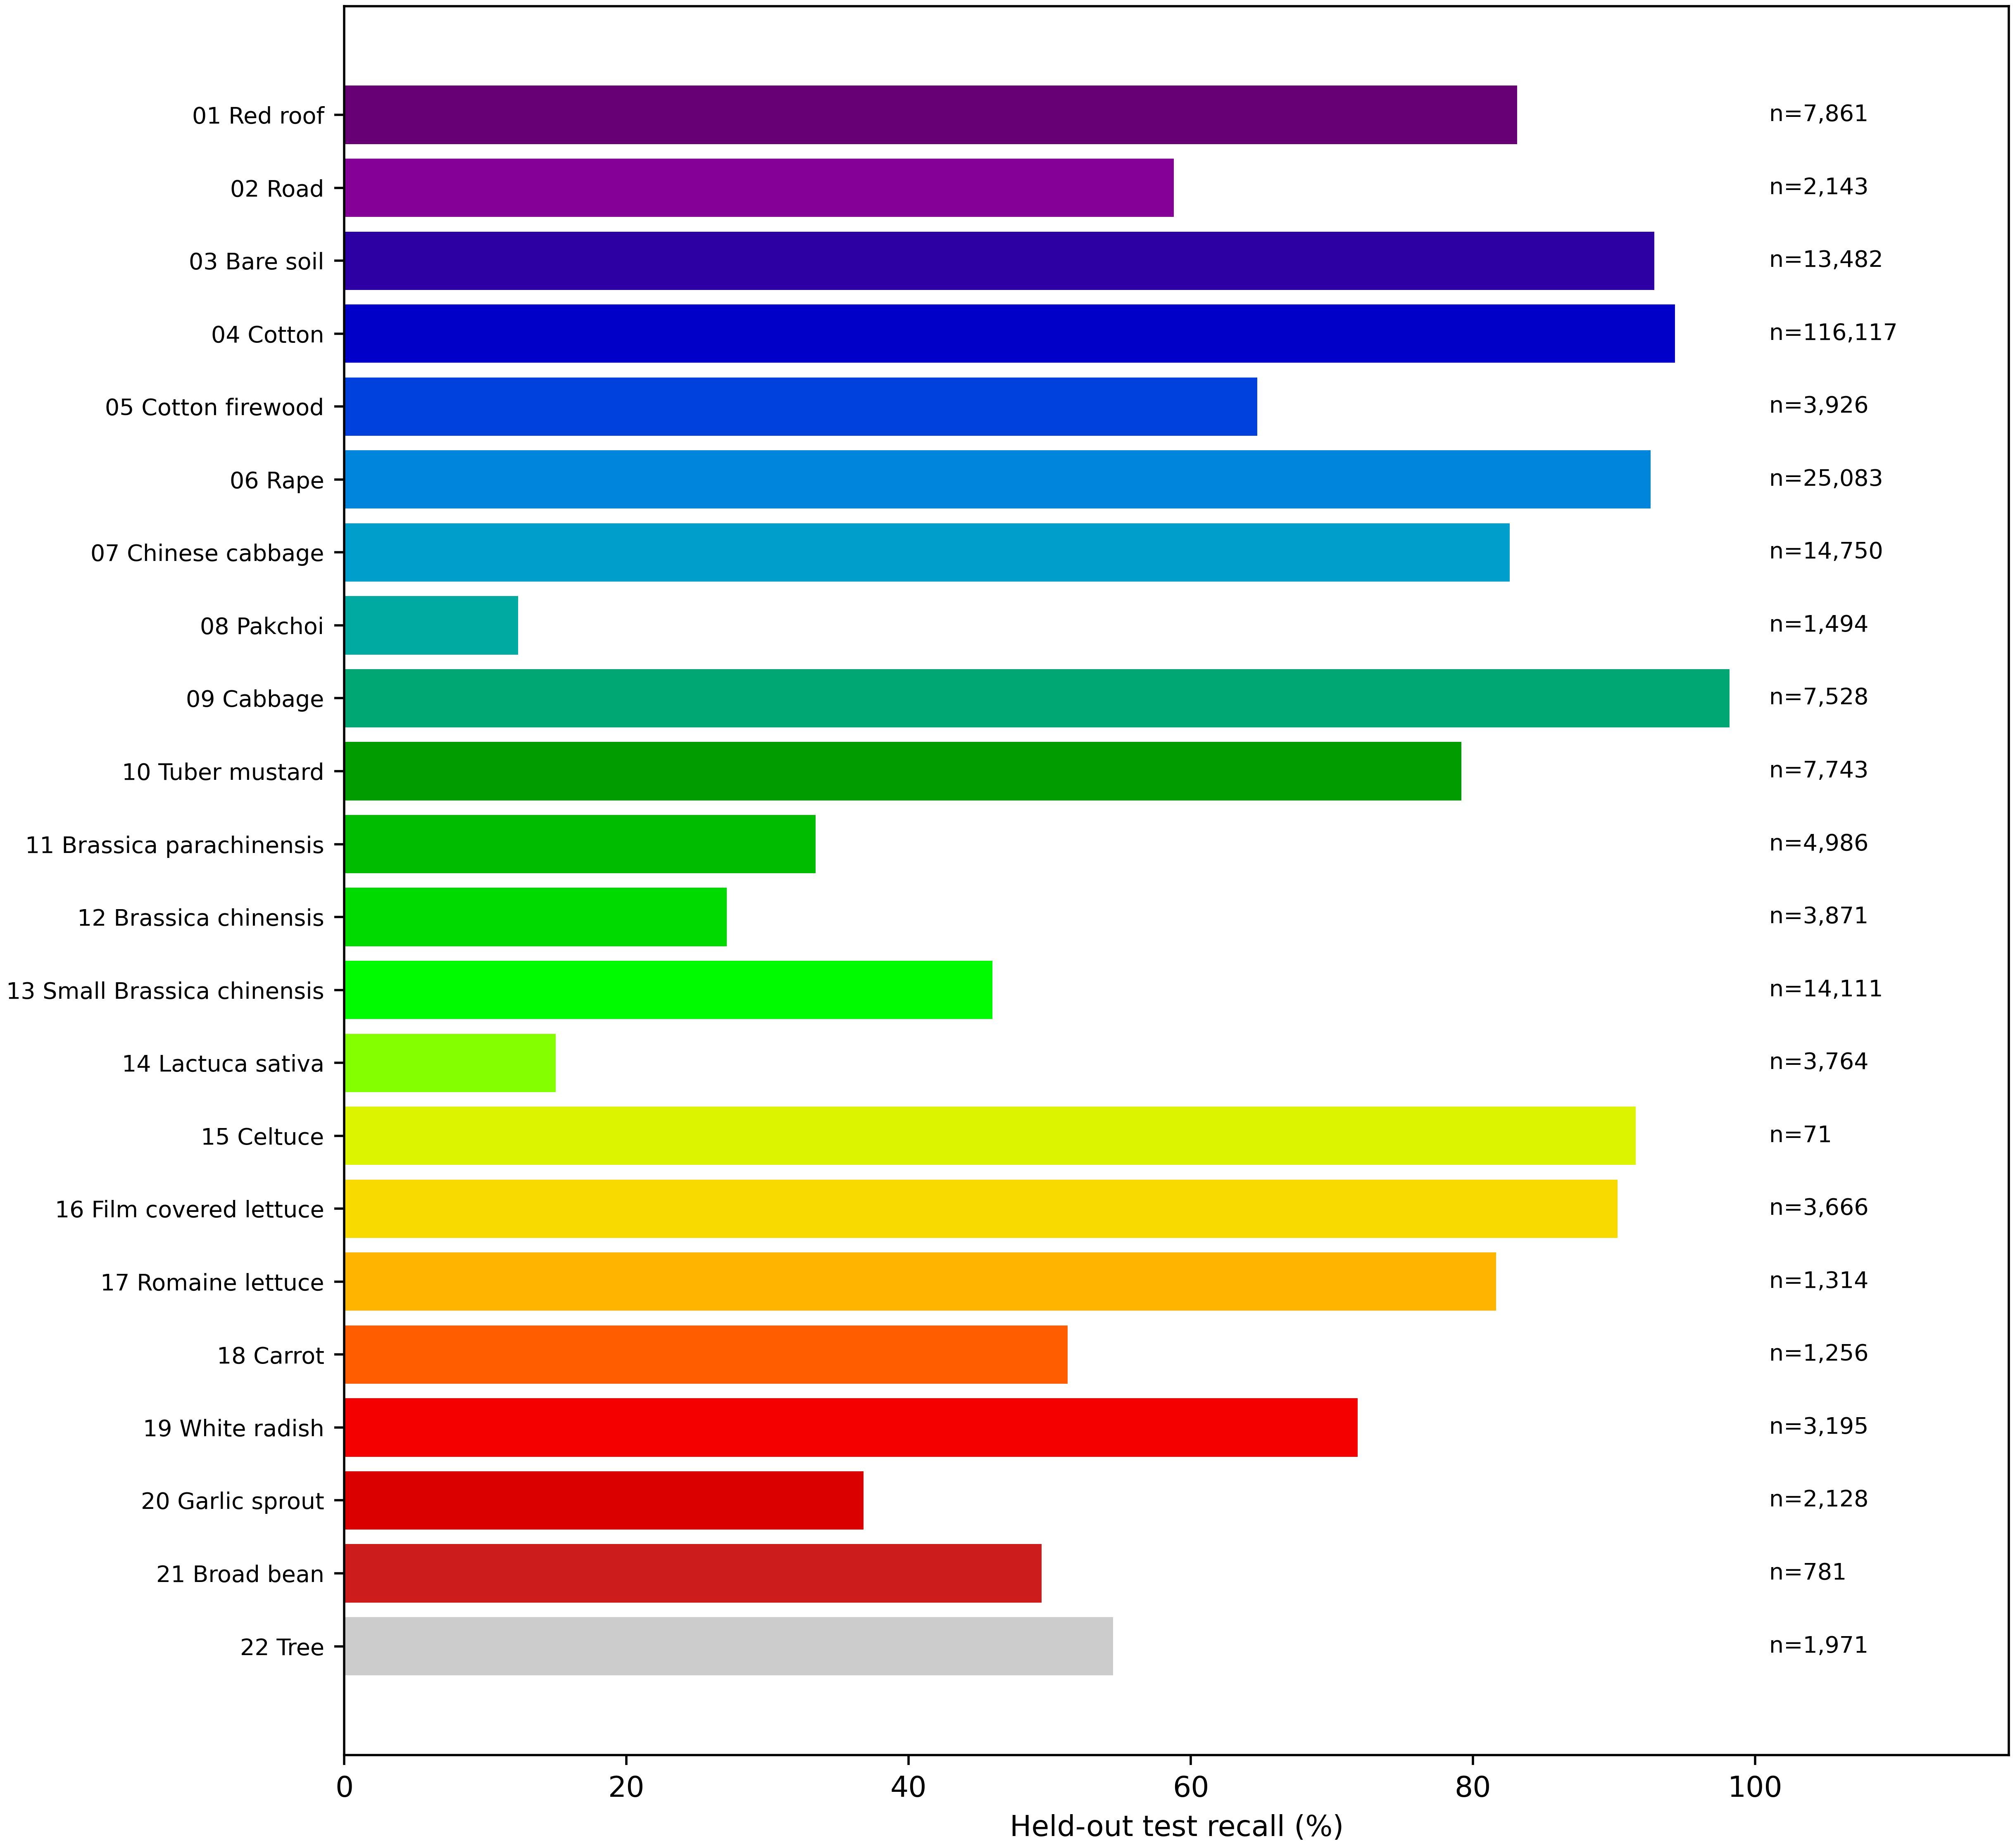 01 Red roof n=7,861
02 Road n=2,143
03 Bare soil n=13,482
04 Cotton n=116,117
05 Cotton firewood n=3,926
06 Rape n=25,083
07 Chinese cabbage n=14,750
08 Pakchoi n=1,494
09 Cabbage n=7,528
10 Tuber mustard n=7,743
11 Brassica parachinensis n=4,986
12 Brassica chinensis n=3,871
13 Small Brassica chinensis n=14,111
14 Lactuca sativa n=3,764
15 Celtuce n=71
16 Film covered lettuce n=3,666
17 Romaine lettuce n=1,314
18 Carrot n=1,256
19 White radish n=3,195
20 Garlic sprout n=2,128
21 Broad bean n=781
22 Tree n=1,971
0 20 40 60 80 100
Held-out test recall (%)